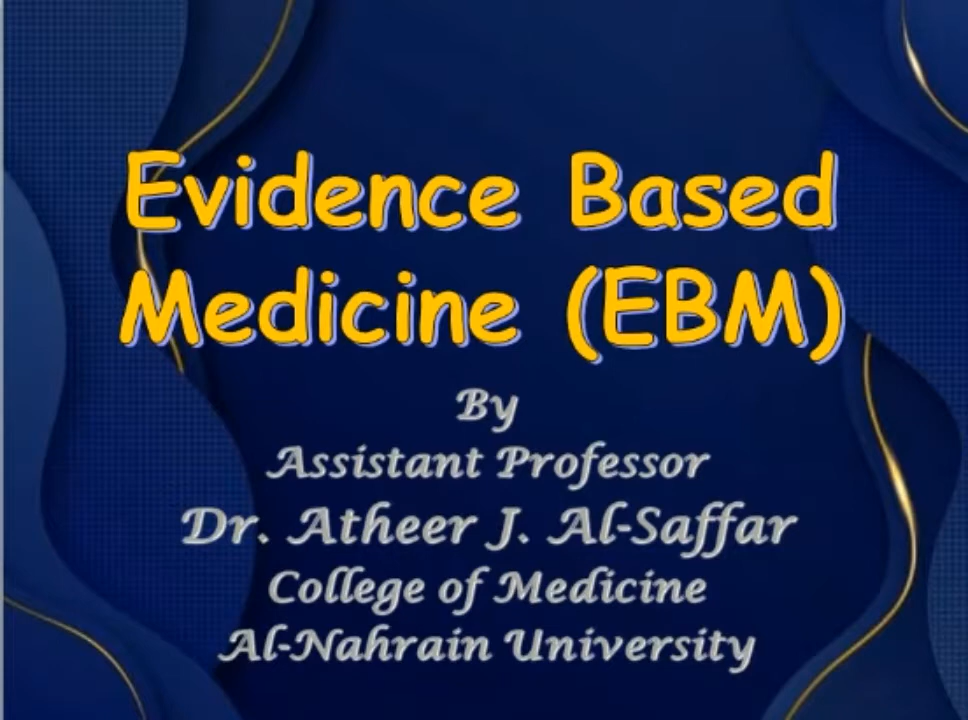 Evidence Based
Medicine (EBM)
By
Assistant Professor
Dr. Atheer J. Al-Saffar
College of Medicine
Al-Nahrain University